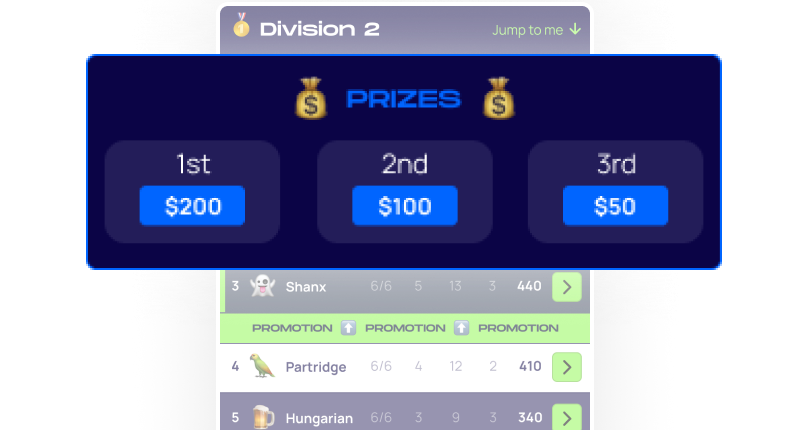 Division 2 Jump to me ↓
PRIZES
1st 2nd 3rd
$200 $100 $50
3 Shanx 6/6 5 13 3 440
PROMOTION PROMOTION PROMOTION
4 Partridge 6/6 4 12 2 410
5 Hungarian 6/6 3 9 3 340